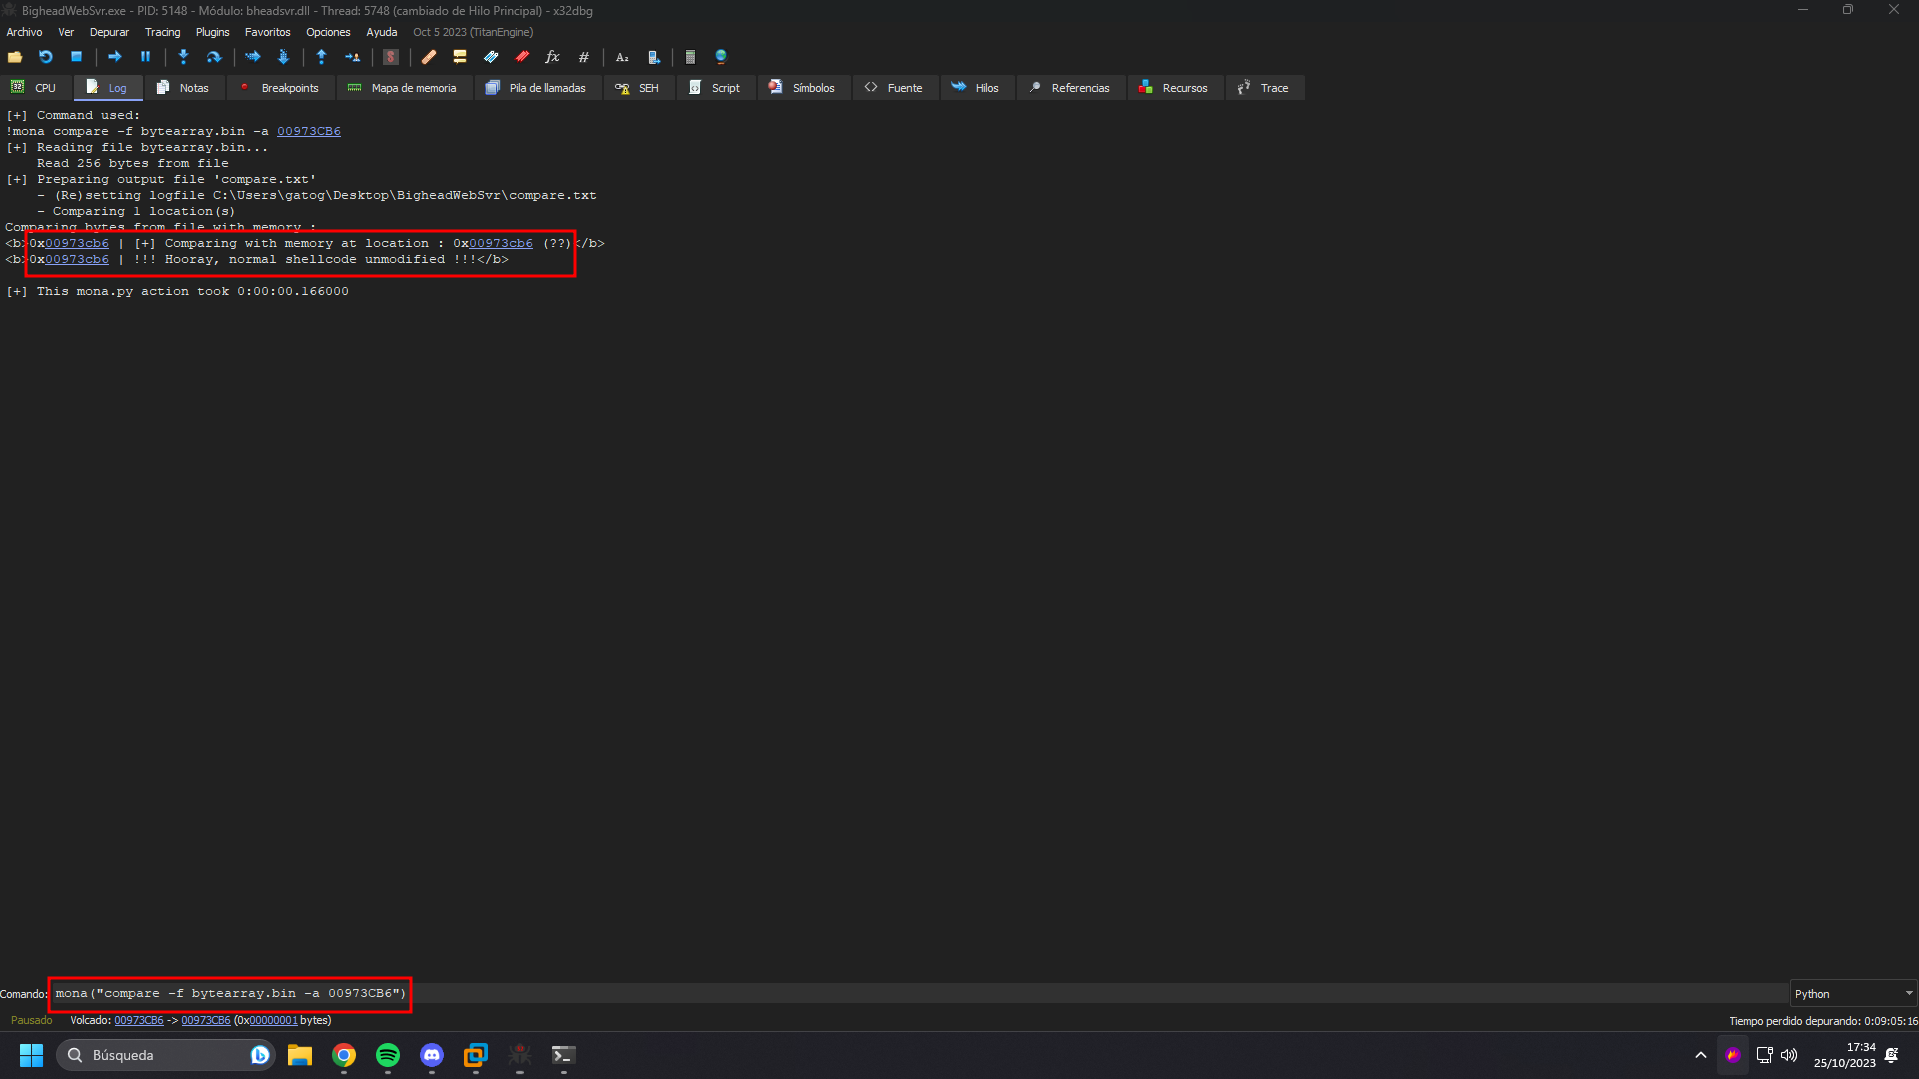 BigheadWebSvr.exe - PID: 5148 - Módulo: bheadsvr.dll - Thread: 5748 (cambiado de Hilo Principal) - x32dbg
Archivo Ver Depurar Tracing Plugins Favoritos Opciones Ayuda Oct 5 2023 (TitanEngine)
CPU Log Notas Breakpoints Mapa de memoria Pila de llamadas SEH Script Símbolos Fuente Hilos Referencias Recursos Trace
[+] Command used:
!mona compare -f bytearray.bin -a 00973CB6
[+] Reading file bytearray.bin...
Read 256 bytes from file
[+] Preparing output file 'compare.txt'
- (Re)setting logfile C:\Users\gatog\Desktop\BigheadWebSvr\compare.txt
- Comparing 1 location(s)
Comparing bytes from file with memory :
<b>0x00973cb6 | [+] Comparing with memory at location : 0x00973cb6 (??)</b>
<b>0x00973cb6 | !!! Hooray, normal shellcode unmodified !!!</b>
[+] This mona.py action took 0:00:00.166000
Comando: mona("compare -f bytearray.bin -a 00973CB6") Python
Pausado Volcado: 00973CB6 -> 00973CB6 (0x00000001 bytes) Tiempo perdido depurando: 0:09:05:16
Búsqueda
17:34
25/10/2023